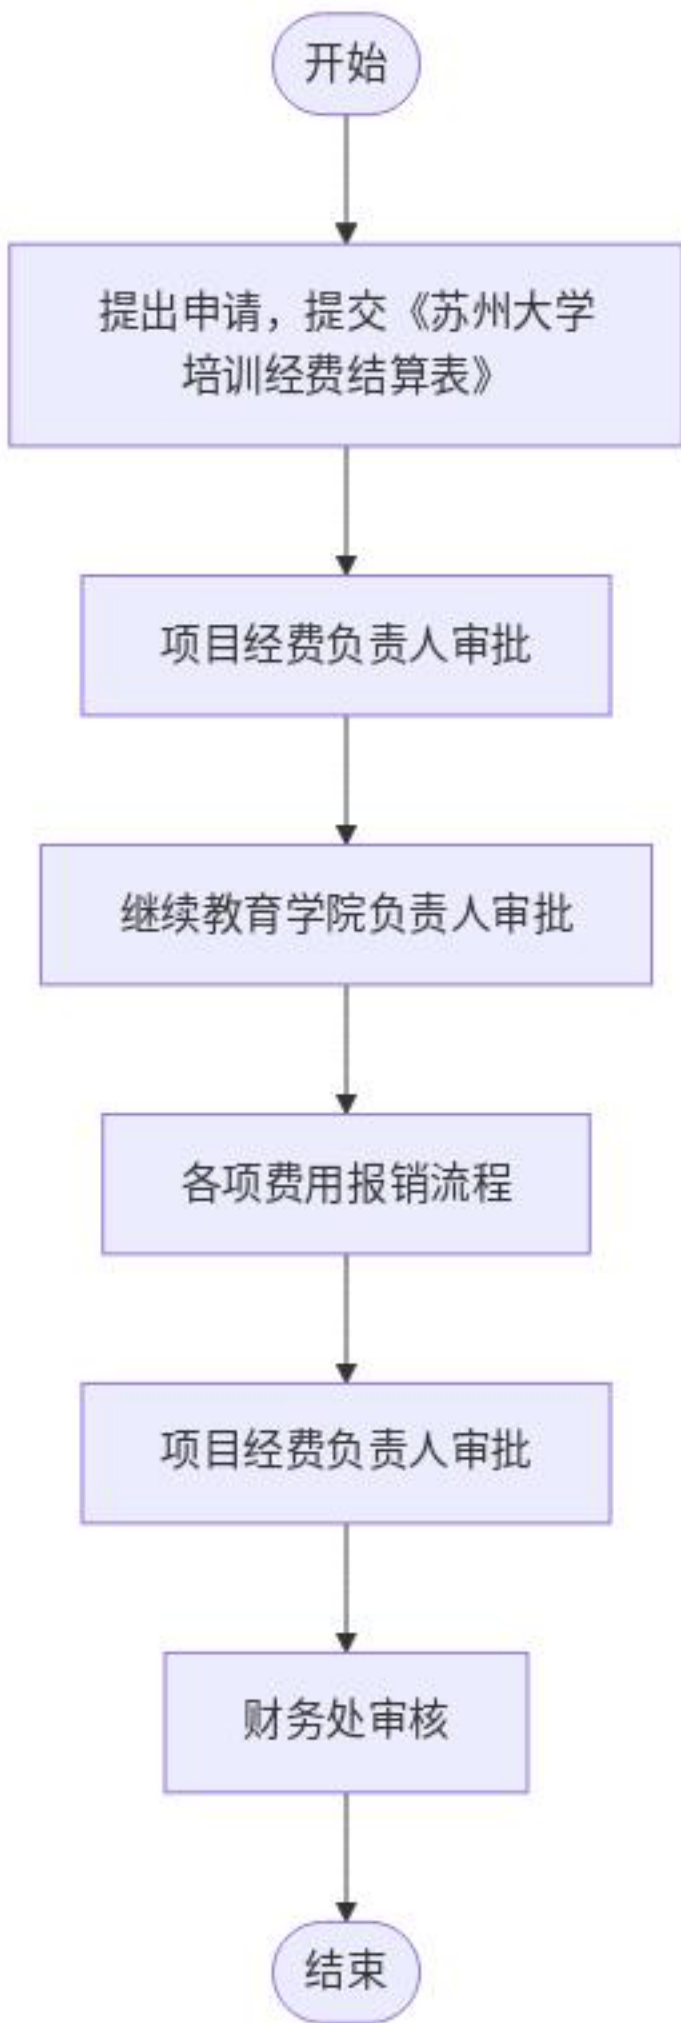 开始
提出申请，提交《苏州大学
培训经费结算表》
项目经费负责人审批
继续教育学院负责人审批
各项费用报销流程
项目经费负责人审批
财务处审核
结束